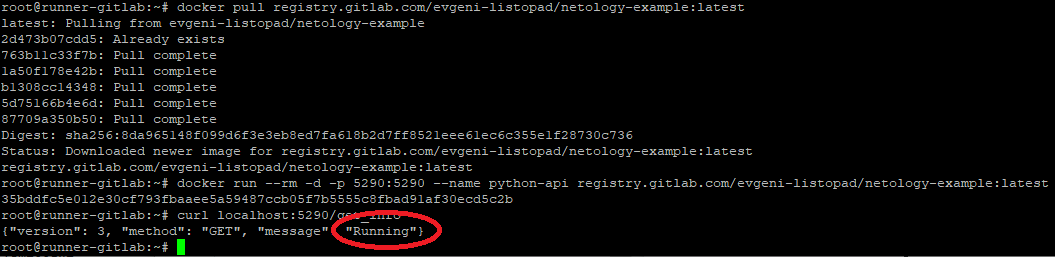 root@runner-gitlab:~# docker pull registry.gitlab.com/evgeni-listopad/netology-example:latest
latest: Pulling from evgeni-listopad/netology-example
2d473b07cdd5: Already exists
763b11c33f7b: Pull complete
1a50f178e42b: Pull complete
b1308cc14348: Pull complete
5d75166b4e6d: Pull complete
87709a350b50: Pull complete
Digest: sha256:8da965148f099d6f3e3eb8ed7fa618b2d7ff8521eee61ec6c355e1f28730c736
Status: Downloaded newer image for registry.gitlab.com/evgeni-listopad/netology-example:latest
registry.gitlab.com/evgeni-listopad/netology-example:latest
root@runner-gitlab:~# docker run --rm -d -p 5290:5290 --name python-api registry.gitlab.com/evgeni-listopad/netology-example:latest
35bddfc5e012e30cf793fbaaee5a59487ccb05f7b5555c8fbad91af30ecd5c2b
root@runner-gitlab:~# curl localhost:5290/get_info
{"version": 3, "method": "GET", "message": "Running"}
root@runner-gitlab:~#